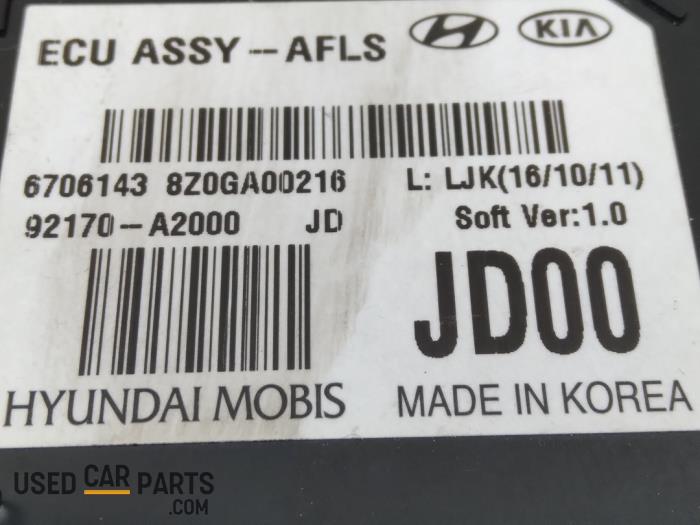 ECU ASSY--AFLS KIA
6706143 8Z0GA00216 L: LJK(16/10/11)
92170-A2000 JD Soft Ver:1.0
JD00
HYUNDAI MOBIS MADE IN KOREA
USED CAR PARTS.COM
.92